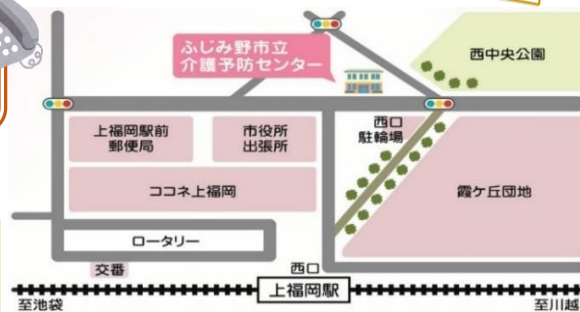 ふじみ野市立
介護予防センター
西中央公園
上福岡駅前
郵便局
市役所
出張所
西口
駐輪場
ココネ上福岡
霞ケ丘団地
ロータリー
交番
西口
上福岡駅
至池袋
至川越